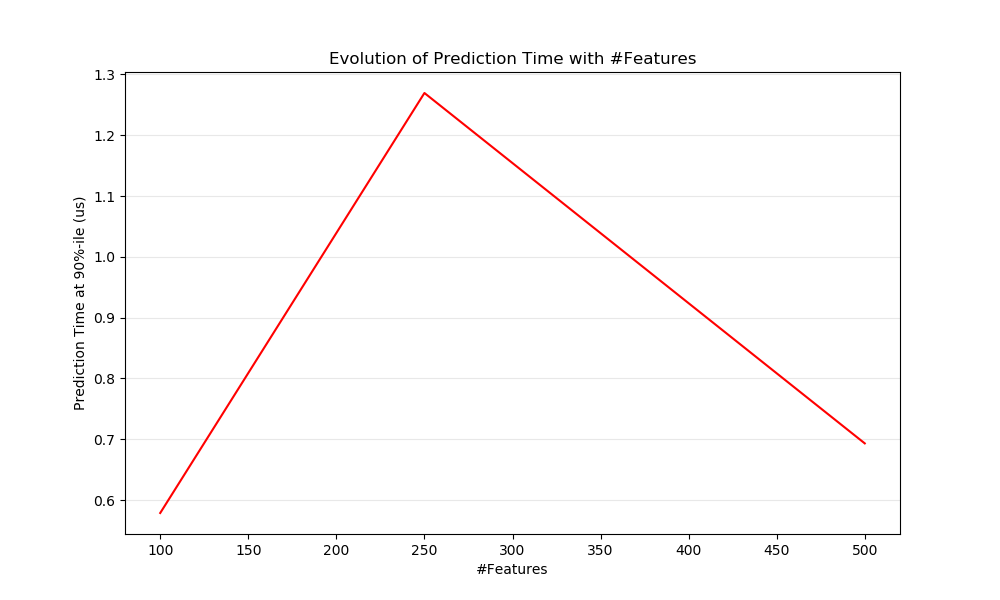 Evolution of Prediction Time with #Features
Prediction Time at 90%-ile (us)
1.3
1.2
1.1
1.0
0.9
0.8
0.7
0.6
100 150 200 250 300 350 400 450 500
#Features